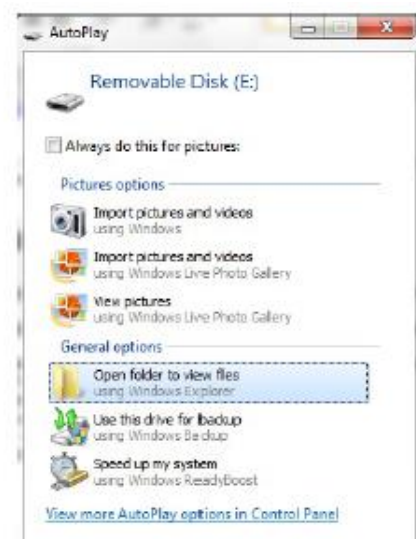 AutoPlay
Removable Disk (E:)
Always do this for pictures:
Pictures options
Import pictures and videos
using Windows
Import pictures and videos
using Windows Live Photo Gallery
View pictures
using Windows Live Photo Gallery
General options
Open folder to view files
using Windows Explorer
Use this drive for backup
using Windows Backup
Speed up my system
using Windows ReadyBoost
View more AutoPlay options in Control Panel